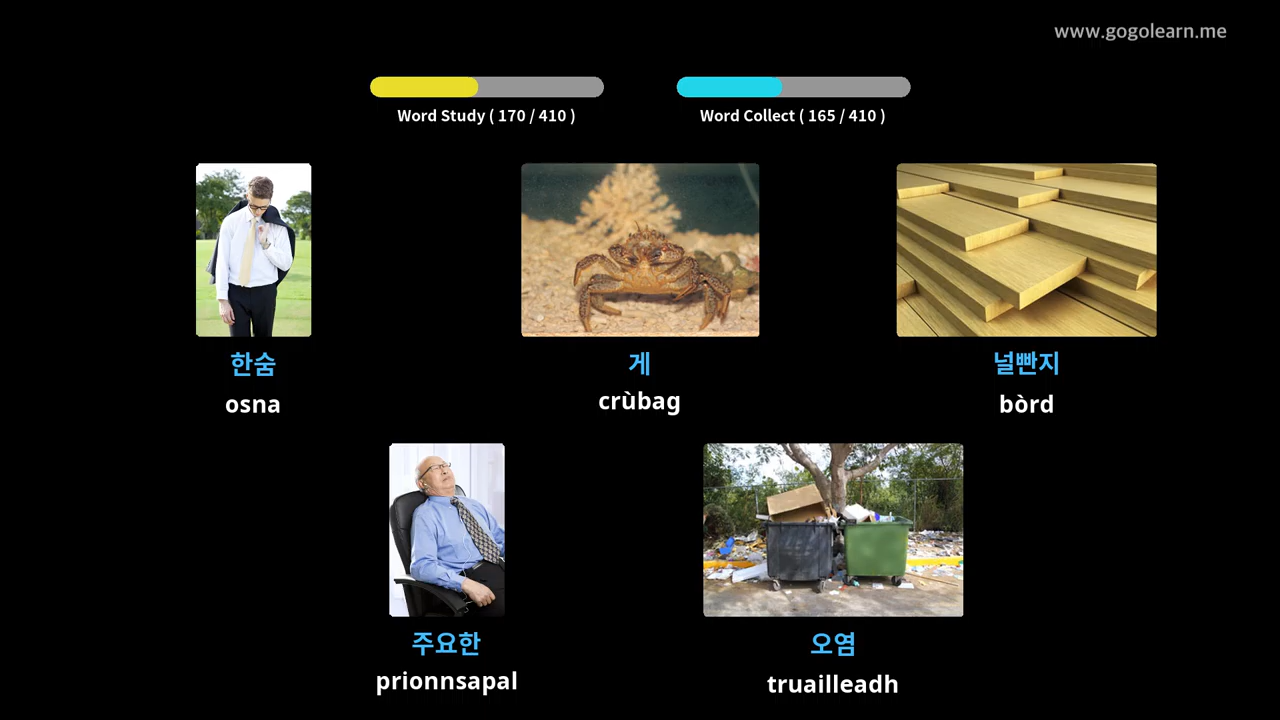 www.gogolearn.me
Word Study ( 170 / 410 )
Word Collect ( 165 / 410 )
한숨
게
널빤지
osna
crùbag
bòrd
주요한
오염
prionnsapal
truailleadh